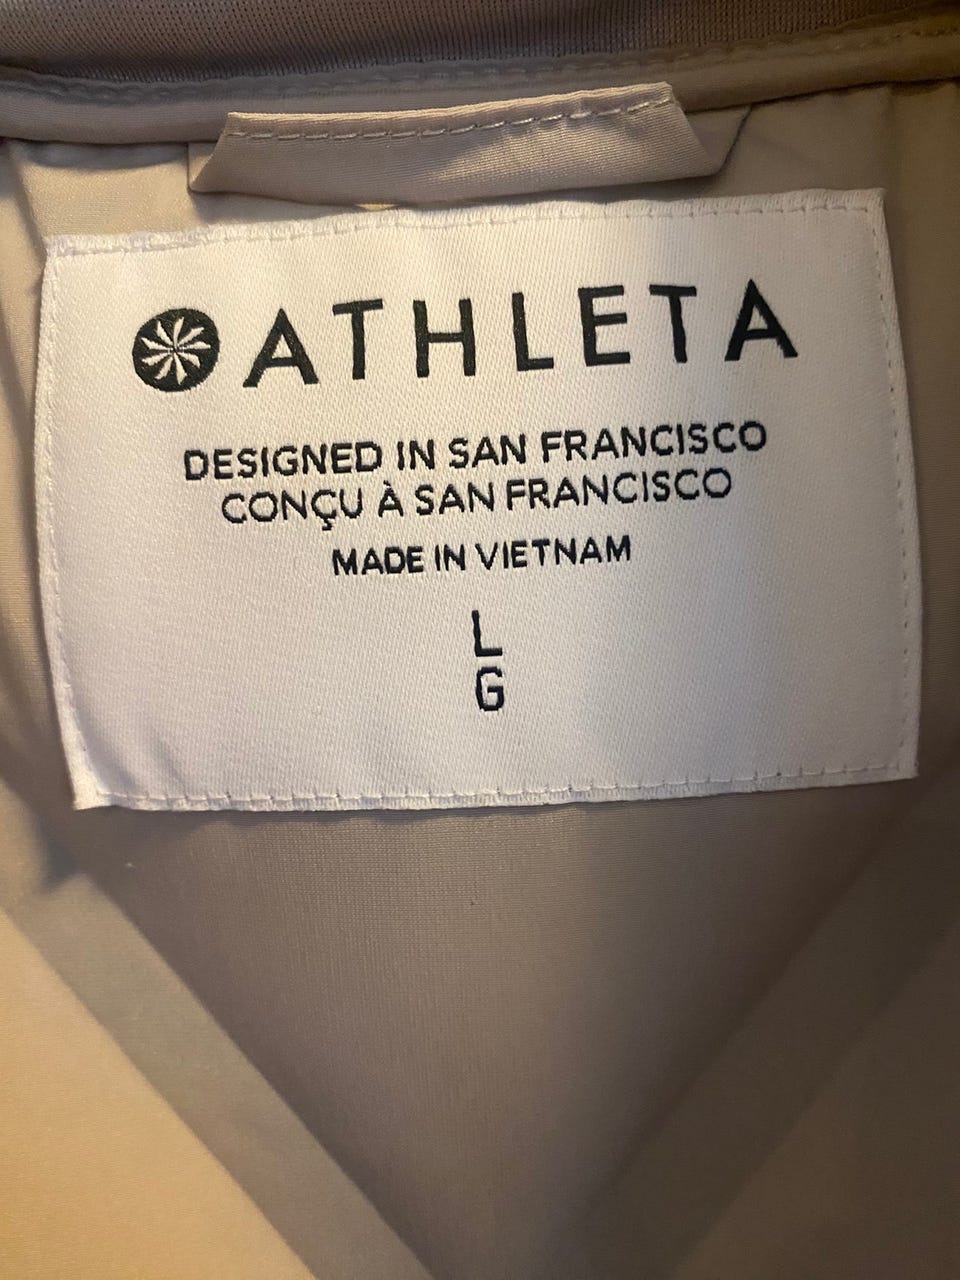 ATHLETA
DESIGNED IN SAN FRANCISCO
CONÇU À SAN FRANCISCO
MADE IN VIETNAM
L
G